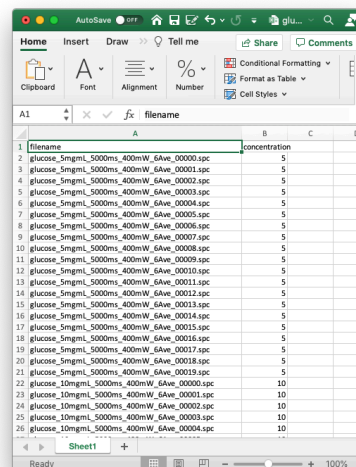 AutoSave OFF glu...
Home Insert Draw >> Tell me Share Comments
Clipboard Font Alignment Number
Conditional Formatting
Format as Table
Cell Styles
A1 fx filename
A B C
1 filename concentration
2 glucose_5mgmL_5000ms_400mW_6Ave_00000.spc 5
3 glucose_5mgmL_5000ms_400mW_6Ave_00001.spc 5
4 glucose_5mgmL_5000ms_400mW_6Ave_00002.spc 5
5 glucose_5mgmL_5000ms_400mW_6Ave_00003.spc 5
6 glucose_5mgmL_5000ms_400mW_6Ave_00004.spc 5
7 glucose_5mgmL_5000ms_400mW_6Ave_00005.spc 5
8 glucose_5mgmL_5000ms_400mW_6Ave_00006.spc 5
9 glucose_5mgmL_5000ms_400mW_6Ave_00007.spc 5
10 glucose_5mgmL_5000ms_400mW_6Ave_00008.spc 5
11 glucose_5mgmL_5000ms_400mW_6Ave_00009.spc 5
12 glucose_5mgmL_5000ms_400mW_6Ave_00010.spc 5
13 glucose_5mgmL_5000ms_400mW_6Ave_00011.spc 5
14 glucose_5mgmL_5000ms_400mW_6Ave_00012.spc 5
15 glucose_5mgmL_5000ms_400mW_6Ave_00013.spc 5
16 glucose_5mgmL_5000ms_400mW_6Ave_00014.spc 5
17 glucose_5mgmL_5000ms_400mW_6Ave_00015.spc 5
18 glucose_5mgmL_5000ms_400mW_6Ave_00016.spc 5
19 glucose_5mgmL_5000ms_400mW_6Ave_00017.spc 5
20 glucose_5mgmL_5000ms_400mW_6Ave_00018.spc 5
21 glucose_5mgmL_5000ms_400mW_6Ave_00019.spc 5
22 glucose_10mgmL_5000ms_400mW_6Ave_00000.spc 10
23 glucose_10mgmL_5000ms_400mW_6Ave_00001.spc 10
24 glucose_10mgmL_5000ms_400mW_6Ave_00002.spc 10
25 glucose_10mgmL_5000ms_400mW_6Ave_00003.spc 10
26 glucose_10mgmL_5000ms_400mW_6Ave_00004.spc 10
Sheet1 +
Ready - + 100%